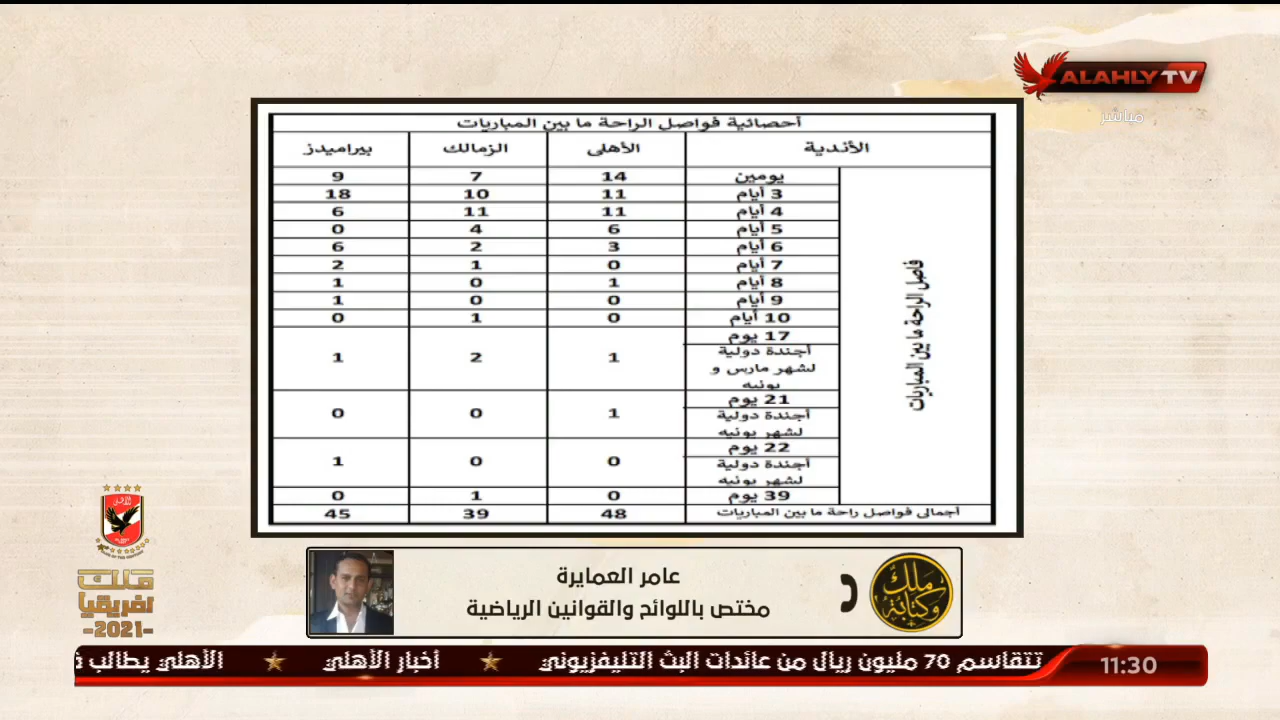 ALAHLY TV
مباشر
أحصائية فواصل الراحة ما بين المباريات
الأندية الأهلى الزمالك بيراميدز
فاصل الراحة ما بين المباريات
يومين 14 7 9
3 أيام 11 10 18
4 أيام 11 11 6
5 أيام 6 4 0
6 أيام 3 2 6
7 أيام 0 1 2
8 أيام 1 0 1
9 أيام 0 0 1
10 أيام 0 1 0
17 يوم
أجندة دولية 1 2 1
لشهر مارس و
يونيه
21 يوم
أجندة دولية 1 0 0
لشهر يونيه
22 يوم
أجندة دولية 0 0 1
لشهر يونيه
39 يوم 0 1 0
أجمالى فواصل راحة ما بين المباريات 48 39 45
الأهلي
ملك
افريقيا
-2021-
ملك
وكتابة
عامر العمايرة
مختص باللوائح والقوانين الرياضية
11:30
تتقاسم 70 مليون ريال من عائدات البث التليفزيوني ★ أخبار الأهلي ★ الأهلي يطالب